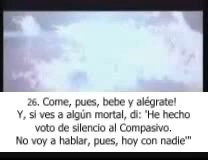 26. Come, pues, bebe y alégrate!
Y, si ves a algún mortal, di: 'He hecho
voto de silencio al Compasivo.
No voy a hablar, pues, hoy con nadie'"